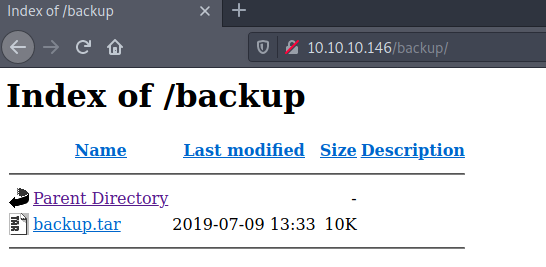 Index of /backup
10.10.10.146/backup/
Index of /backup
Name Last modified Size Description
Parent Directory -
backup.tar 2019-07-09 13:33 10K